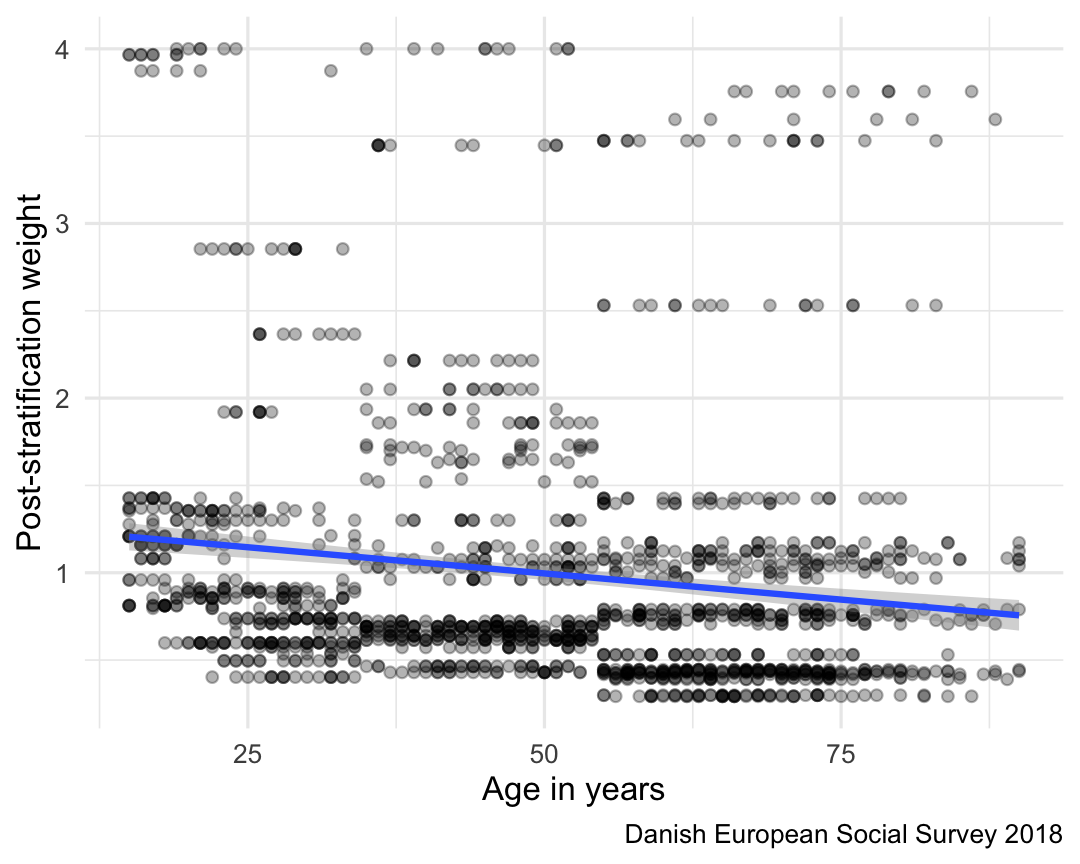 4
3
2
1
Post-stratification weight
25 50 75
Age in years
Danish European Social Survey 2018